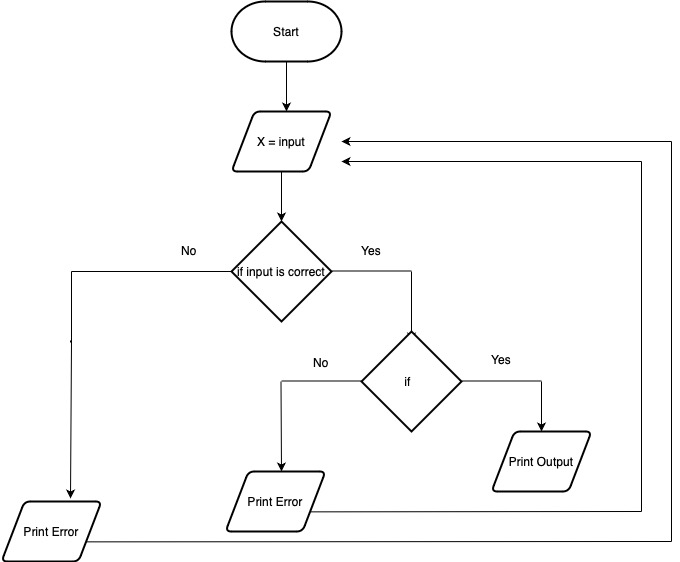 Start
X = input
No
Yes
if input is correct
No
Yes
if
Print Output
Print Error
Print Error